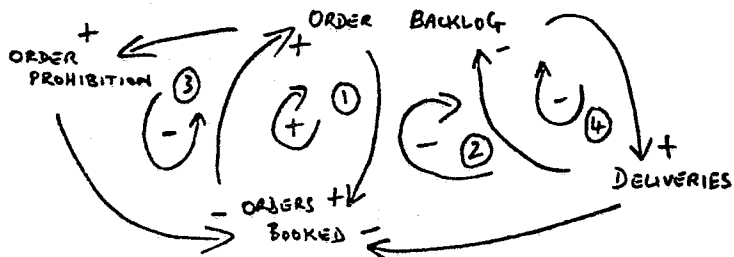 +
ORDER BACKLOG
+ -
ORDER
PROHIBITION
③ ① - + - ② - ④
+
DELIVERIES
- ORDERS +
BOOKED -